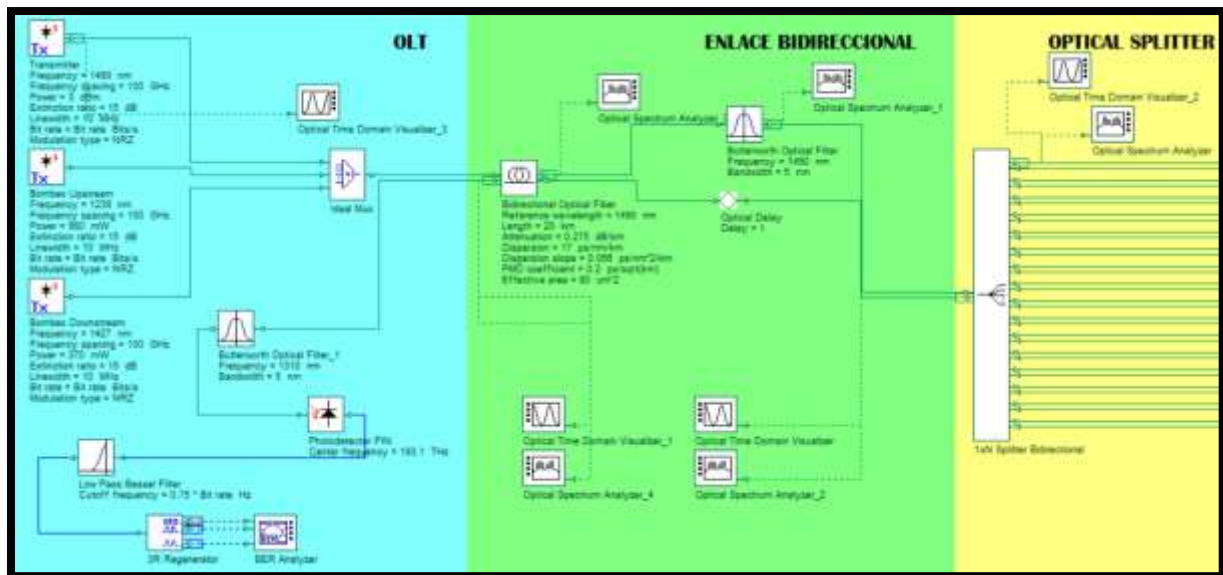 OLT
ENLACE BIDIRECCIONAL
OPTICAL SPLITTER
Tx
Transmitter
Frequency = 1490 nm
Frequency spacing = 100 GHz
Power = 3 dBm
Extinction ratio = 15 dB
Linewidth = 10 MHz
Bit rate = Bit rate Bits/s
Modulation type = NRZ
Optical Time Domain Visualizer_3
Tx
Bombeo Upstream
Frequency = 1239 nm
Frequency spacing = 100 GHz
Power = 860 mW
Extinction ratio = 15 dB
Linewidth = 10 MHz
Bit rate = Bit rate Bits/s
Modulation type = NRZ
Ideal Mux
Tx
Bombeo Downstream
Frequency = 1427 nm
Frequency spacing = 100 GHz
Power = 370 mW
Extinction ratio = 15 dB
Linewidth = 10 MHz
Bit rate = Bit rate Bits/s
Modulation type = NRZ
Butterworth Optical Filter_1
Frequency = 1310 nm
Bandwidth = 5 nm
Photodetector PIN
Center frequency = 193.1 THz
Low Pass Bessel Filter
Cutoff frequency = 0.75 * Bit rate Hz
3R Regenerator
BER Analyzer
Optical Spectrum Analyzer
Optical Spectrum Analyzer_1
Butterworth Optical Filter
Frequency = 1490 nm
Bandwidth = 5 nm
Bidirectional Optical Fiber
Reference wavelength = 1490 nm
Length = 20 km
Attenuation = 0.275 dB/km
Dispersion = 17 ps/nm/km
Dispersion slope = 0.056 ps/nm^2/km
PMD coefficient = 0.2 ps/sqrt(km)
Effective area = 80 um^2
Optical Delay
Delay = 1
Optical Time Domain Visualizer_1
Optical Spectrum Analyzer_4
Optical Time Domain Visualizer
Optical Spectrum Analyzer_2
Optical Time Domain Visualizer_2
Optical Spectrum Analyzer
1xN Splitter Bidirectional